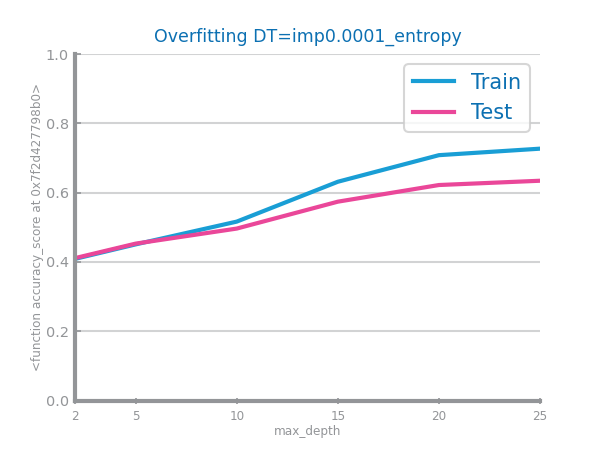 Overfitting DT=imp0.0001_entropy
<function accuracy_score at 0x7f2d427798b0>
1.0
0.8
0.6
0.4
0.2
0.0
Train
Test
2 5 10 15 20 25
max_depth